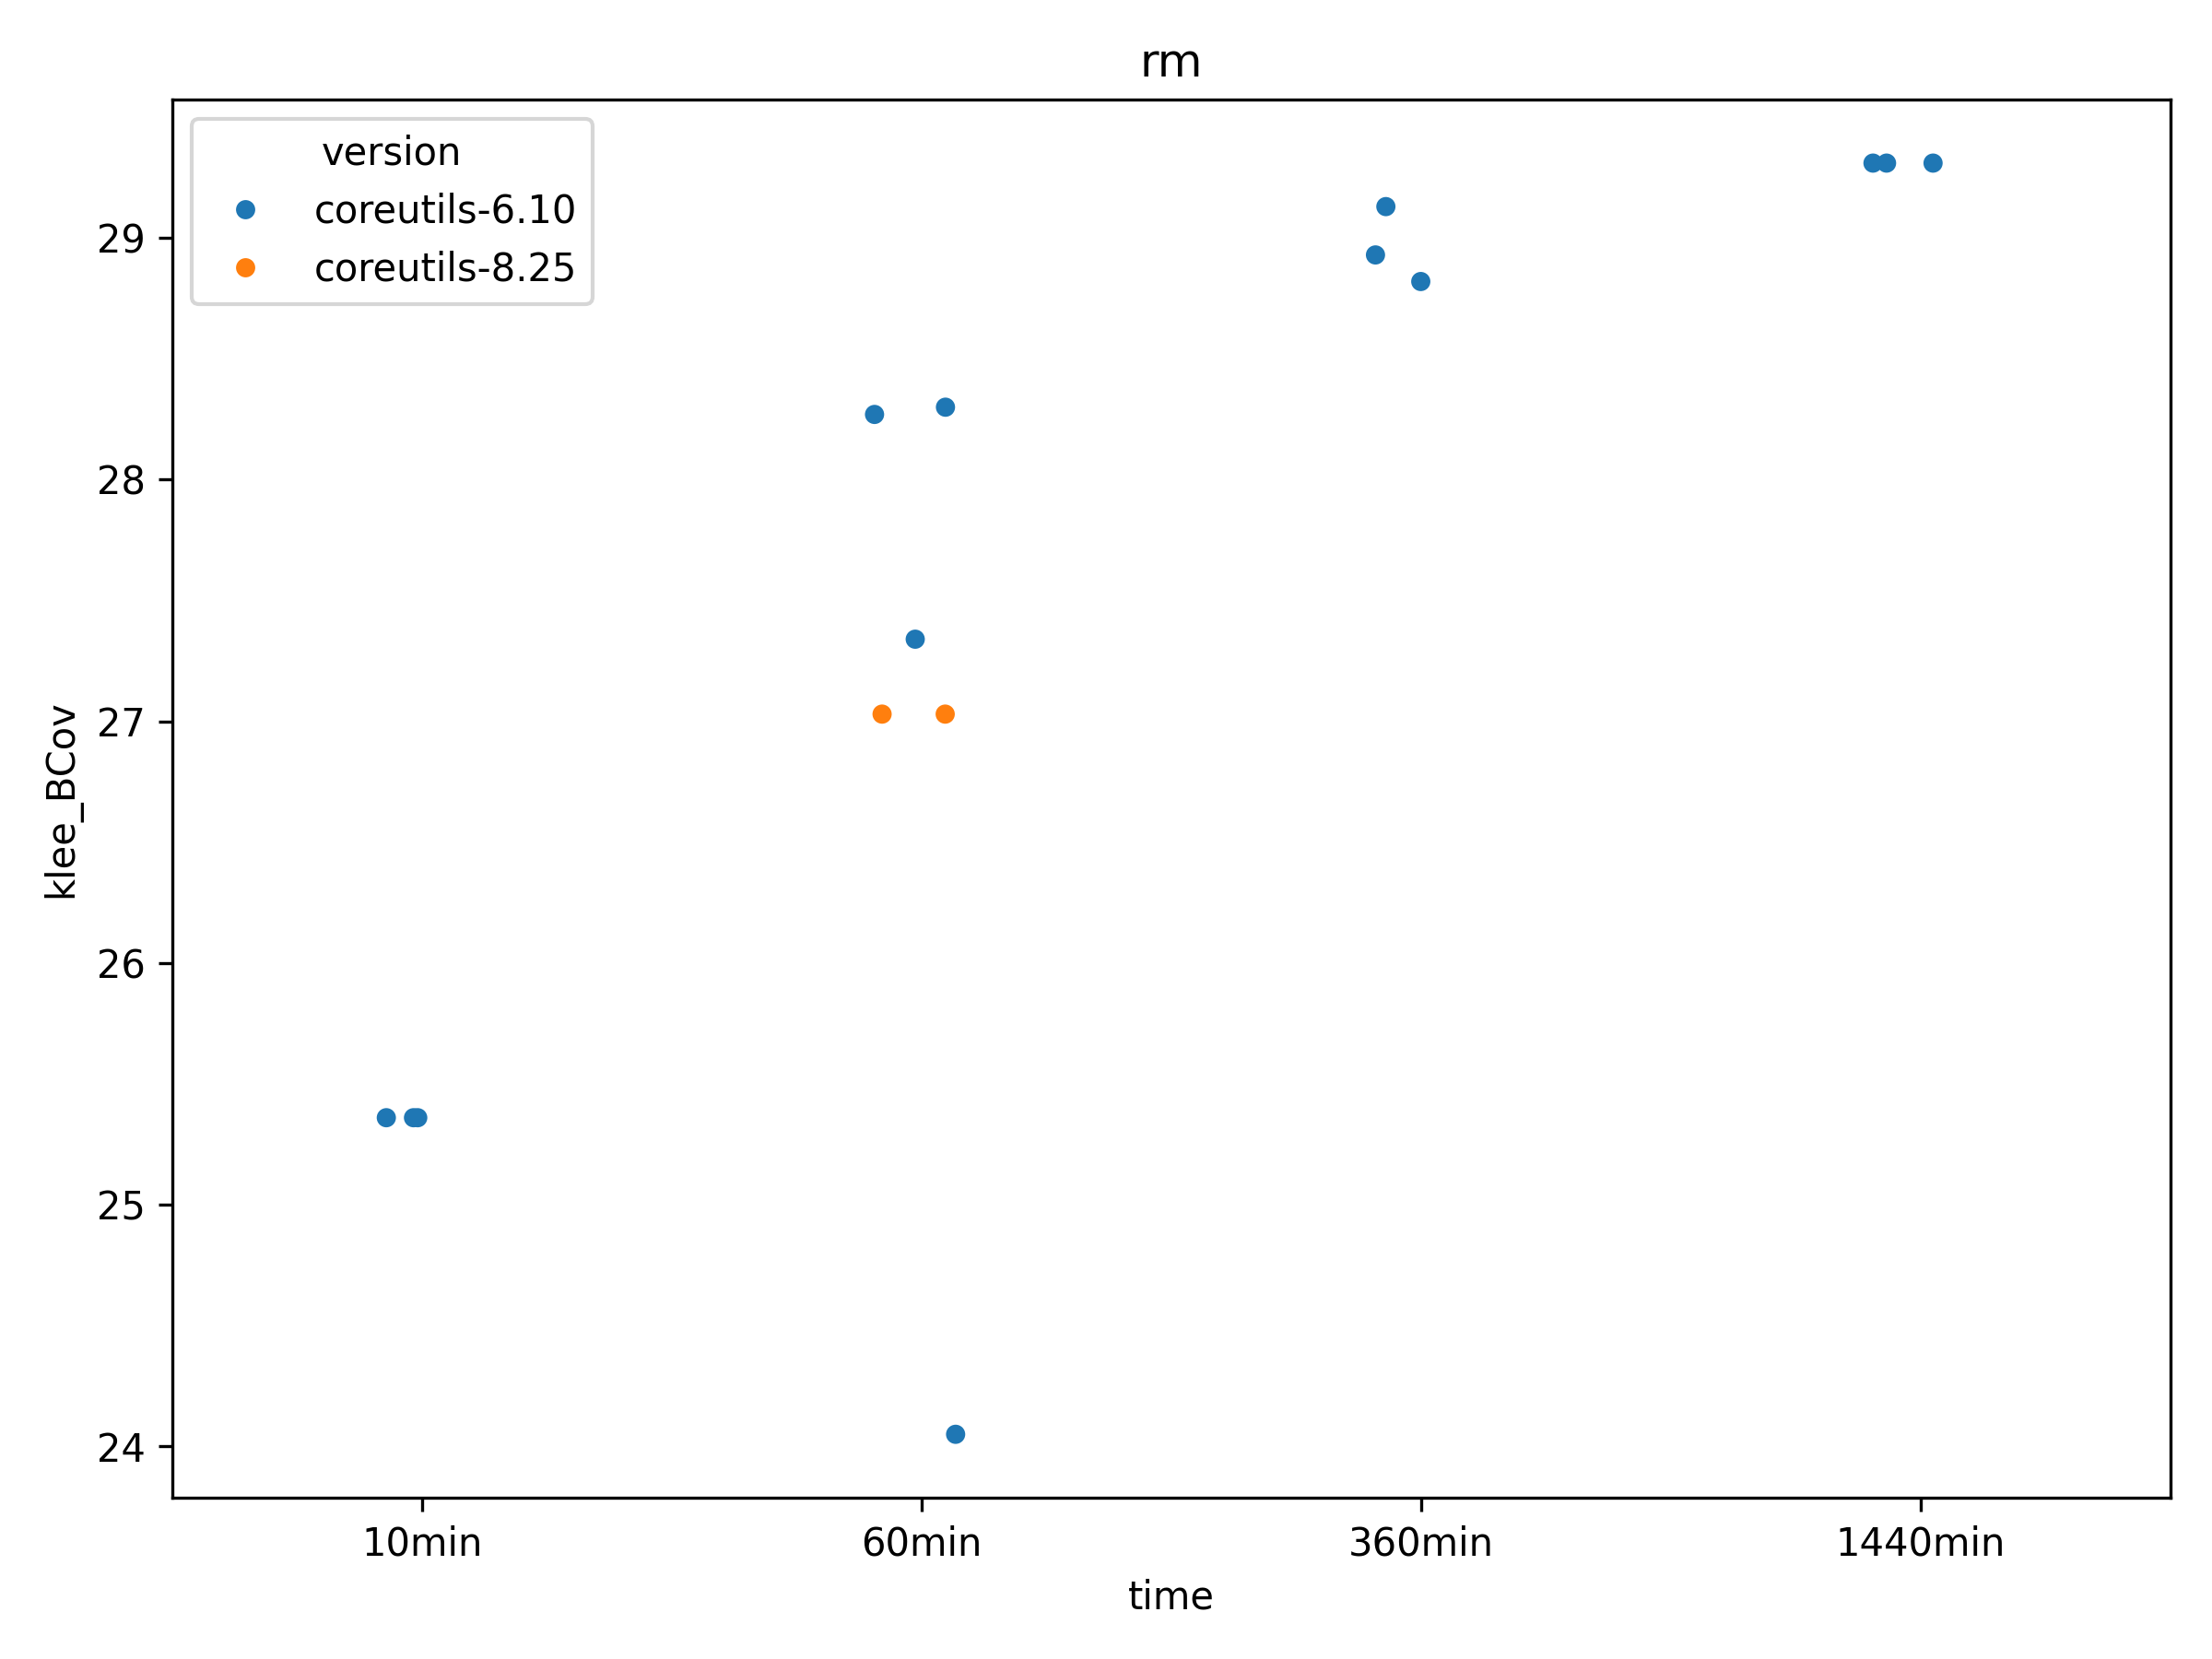 rm
version
coreutils-6.10
coreutils-8.25
29
28
27
26
25
24
klee_BCov
10min
60min
360min
1440min
time